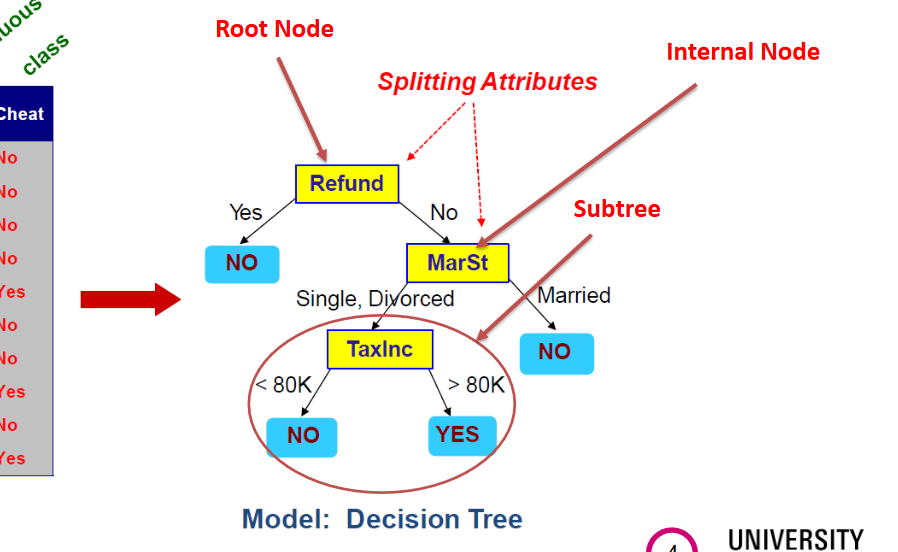 class
Root Node
Internal Node
Splitting Attributes
Cheat
No
No
No
No
Yes
No
No
Yes
No
Yes
Refund
Yes
No
Subtree
NO
MarSt
Single, Divorced
Married
TaxInc
NO
< 80K
> 80K
NO
YES
Model: Decision Tree
4
UNIVERSITY